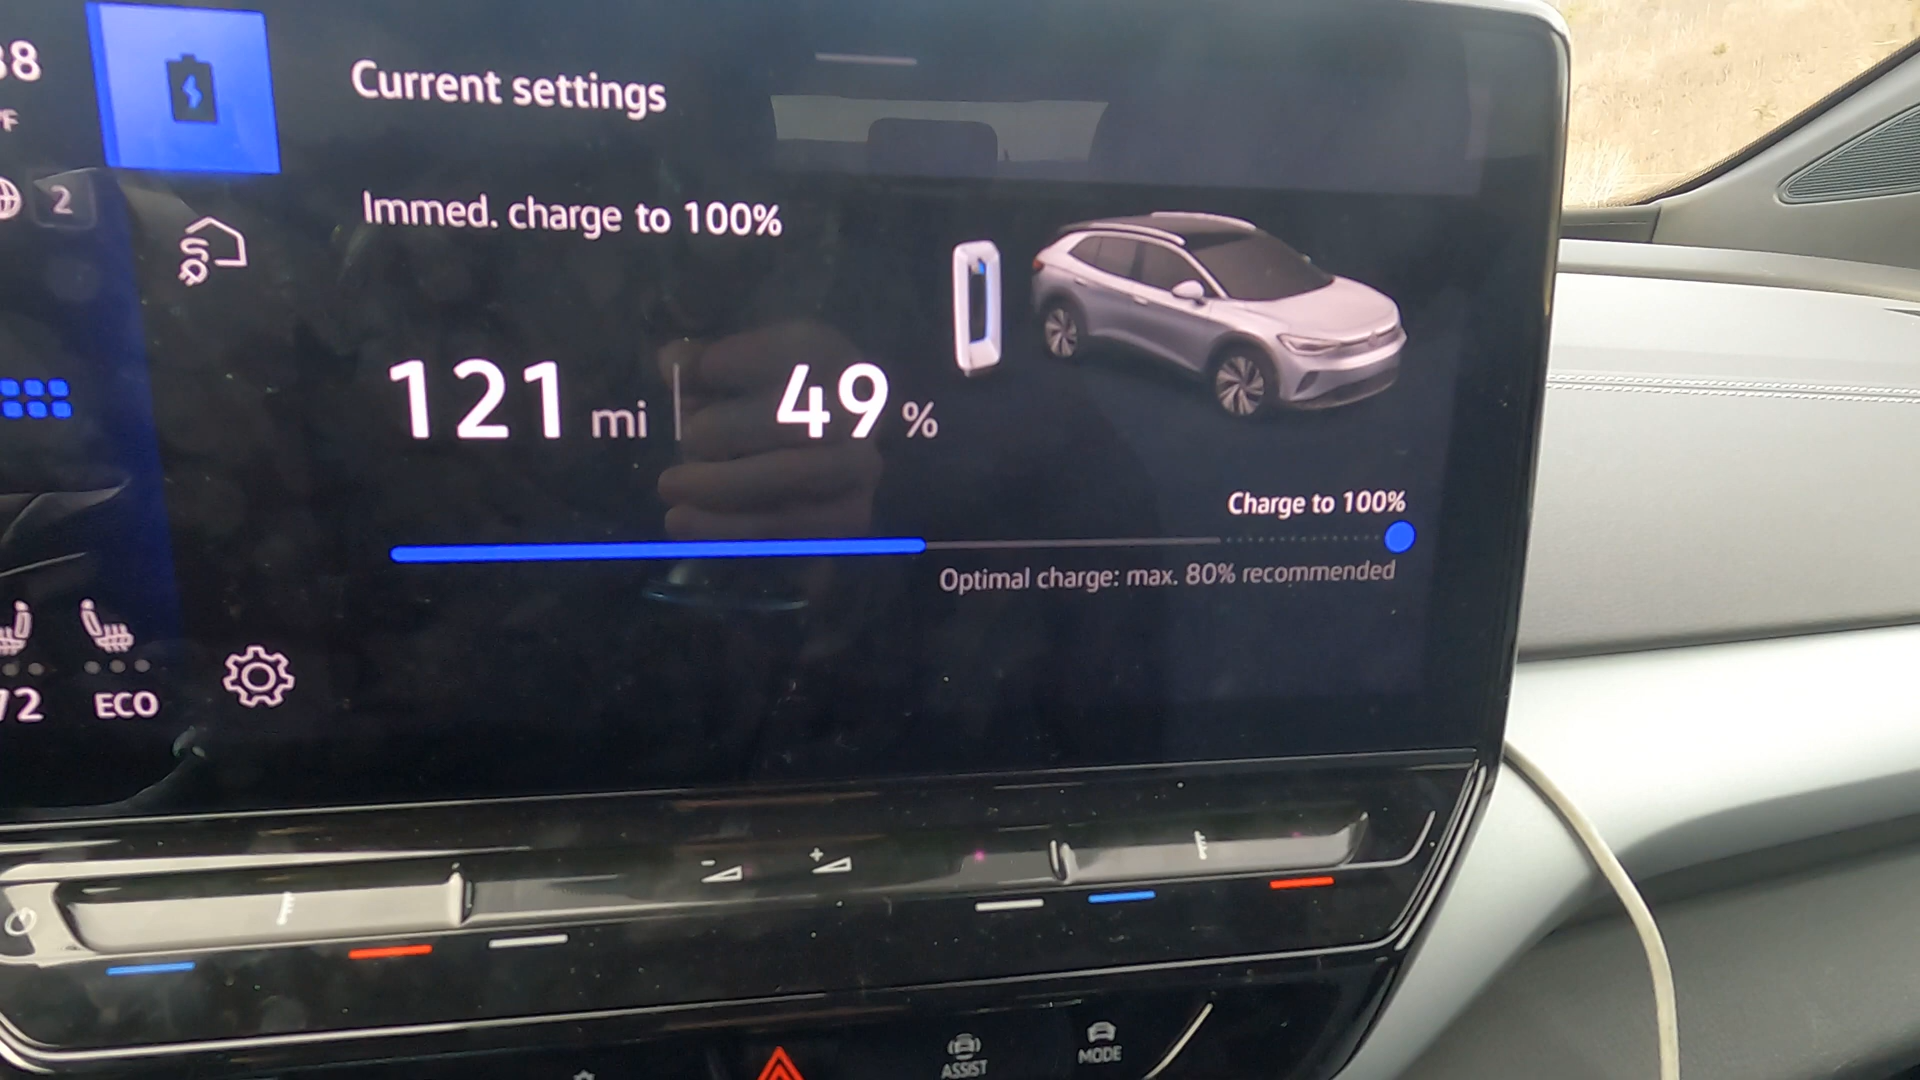 Current settings
2
Immed. charge to 100%
121 mi 49 %
Charge to 100%
Optimal charge: max. 80% recommended
ECO
ASSIST
MODE